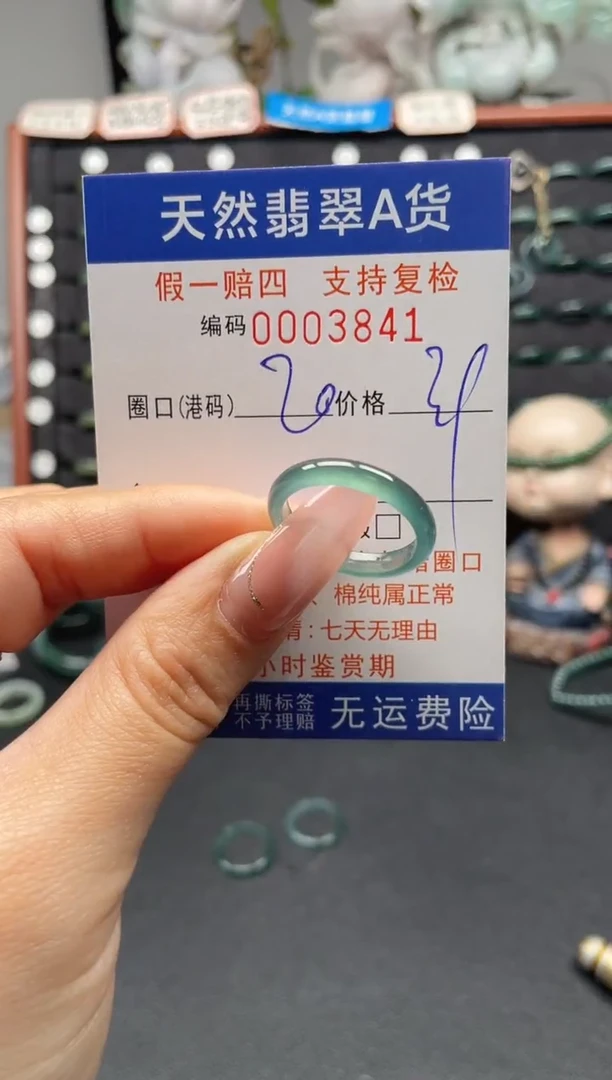 天然翡翠A货
假一赔四 支持复检
编码0003841
圈口(港码) 20 价格
圈口
、棉纯属正常
:七天无理由
小时鉴赏期
再撕标签
不予理赔
无运费险